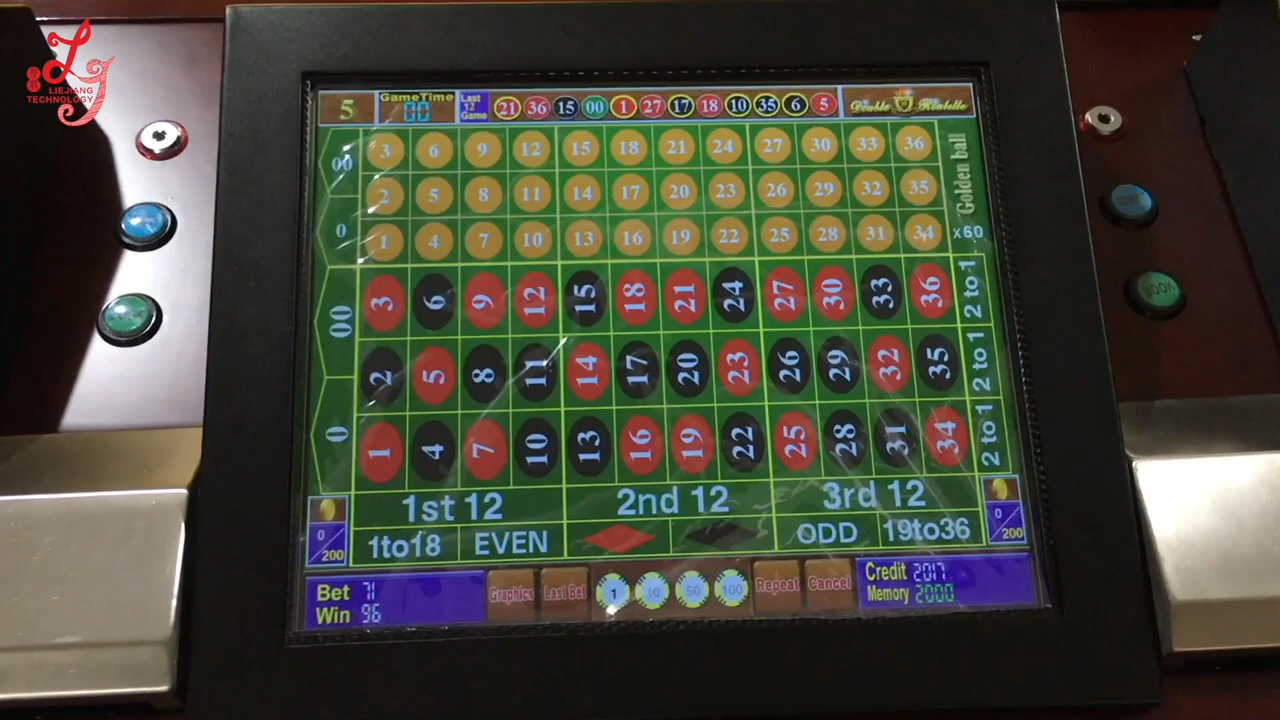 LJ
LIEJIANG
TECHNOLOGY
5 GameTime 00 Last 12 Game 21 36 15 00 1 27 17 18 10 35 6 5 Double Roulette
00 3 6 9 12 15 18 21 24 27 30 33 36 Golden ball
2 5 8 11 14 17 20 23 26 29 32 35
0 1 4 7 10 13 16 19 22 25 28 31 34 x60
00 3 6 9 12 15 18 21 24 27 30 33 36 2 to 1
2 5 8 11 14 17 20 23 26 29 32 35 2 to 1
0 1 4 7 10 13 16 19 22 25 28 31 34 2 to 1
1st 12 2nd 12 3rd 12
0/200 1to18 EVEN ODD 19to36 0/200
Bet 71 Graphics Last Bet 1 10 50 100 Repeat Cancel Credit 2017
Win 96 Memory 2000
BOOK